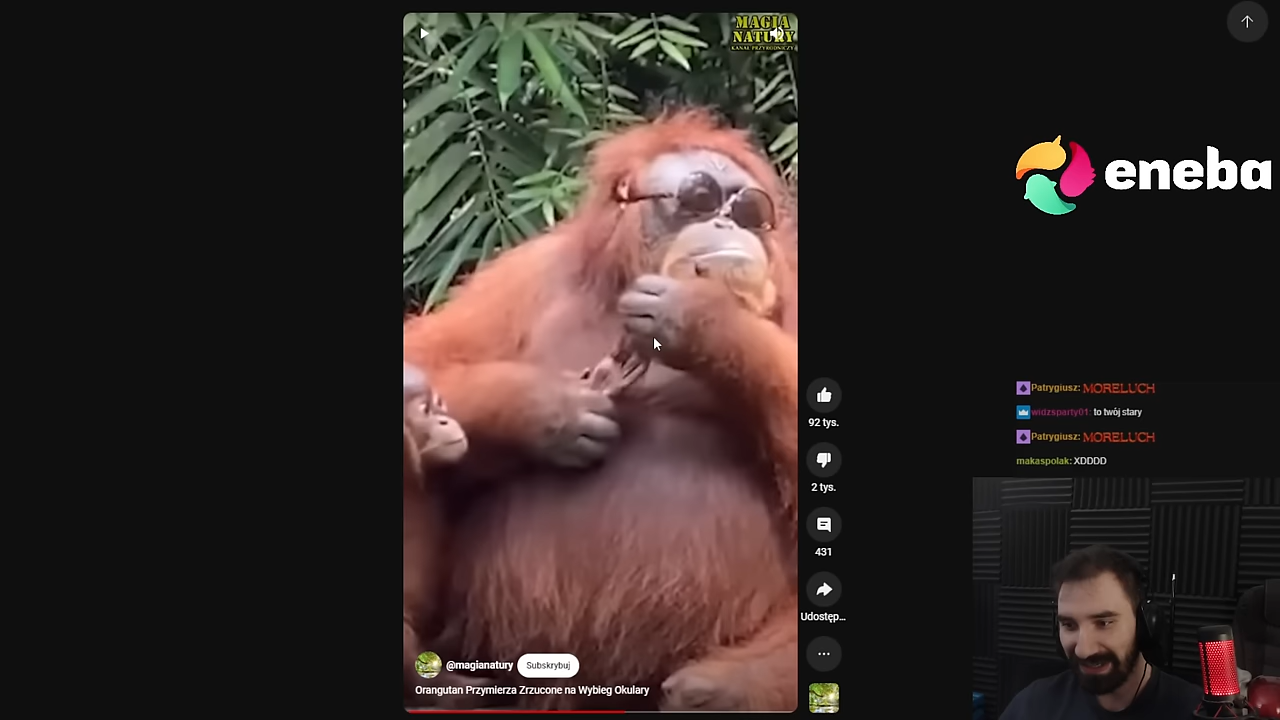 MAGIA
NATURY
KANAŁ PRZYRODNICZY
eneba
Patrygiusz: MORELUCH
widzsparty01: to twój stary
Patrygiusz: MORELUCH
makaspolak: XDDDD
92 tys.
2 tys.
431
Udostęp...
@magianatury Subskrybuj
Orangutan Przymierza Zrzucone na Wybieg Okulary